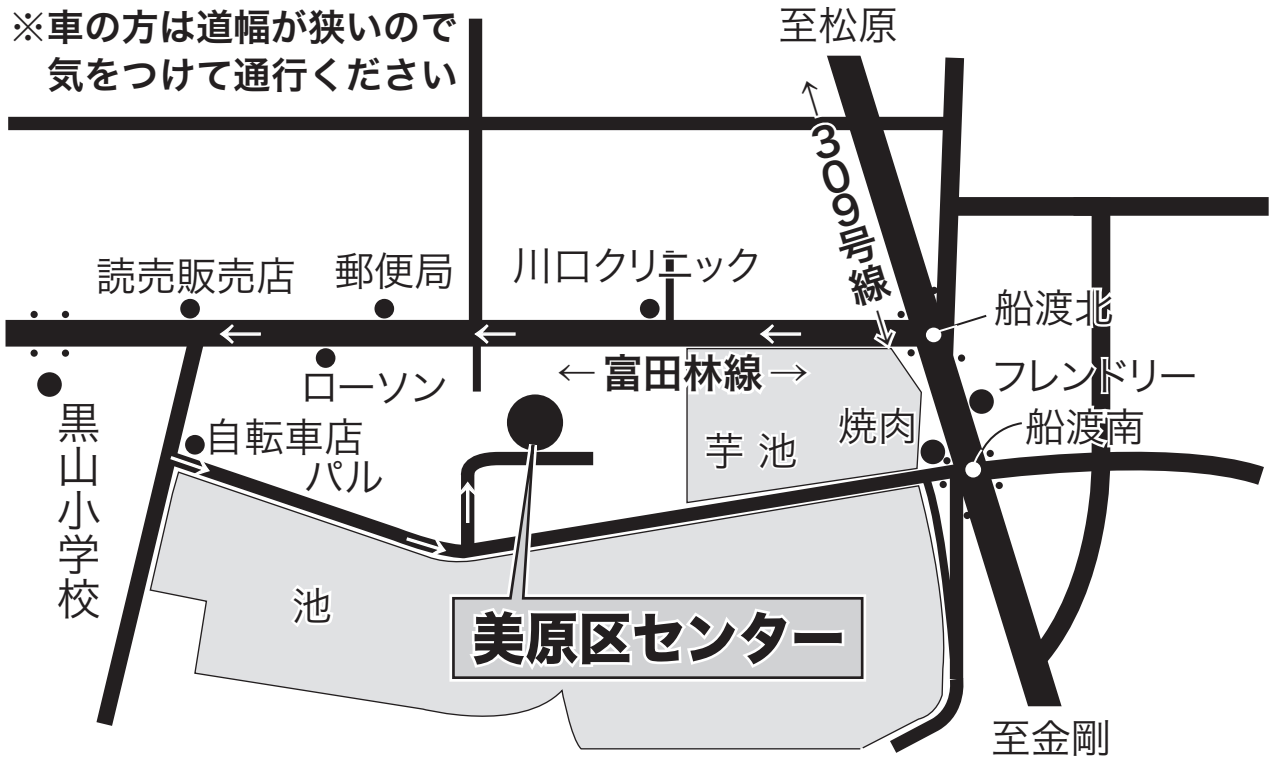 ※車の方は道幅が狭いので
気をつけて通行ください
至松原
↑309号線↓
読売販売店
郵便局
川口クリニック
船渡北
←富田林線→
フレンドリー
ローソン
黒山小学校
自転車店
パル
芋池
焼肉
船渡南
池
美原区センター
至金剛